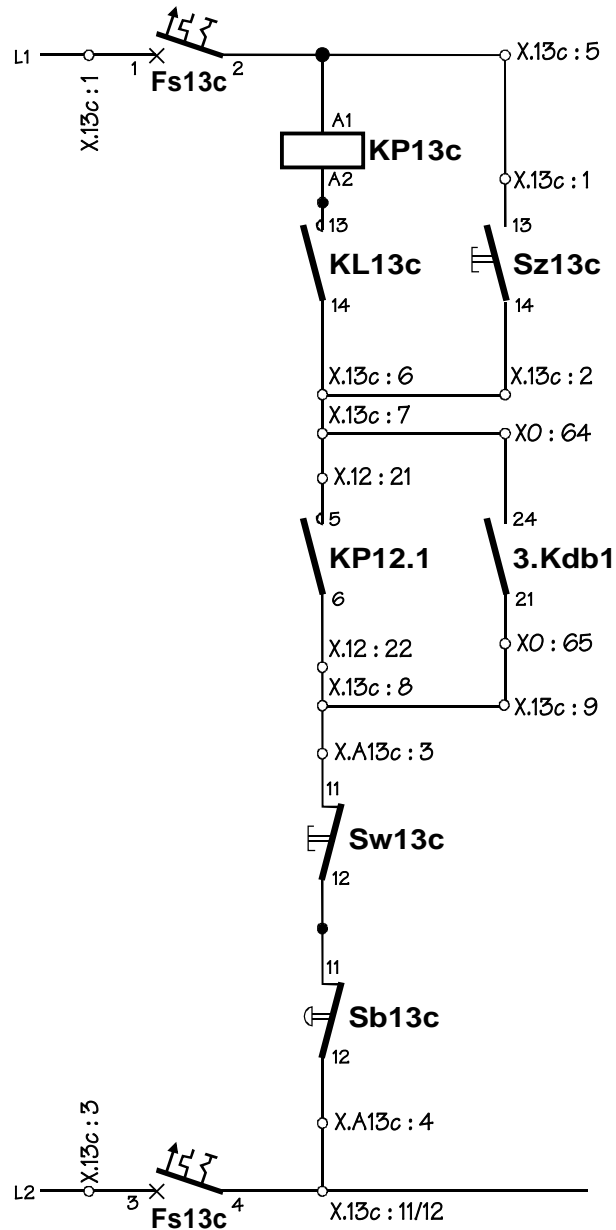 L1
1
2
X.13c : 5
Fs13c
X.13c : 1
A1
KP13c
A2
X.13c : 1
13
13
KL13c
Sz13c
14
14
X.13c : 6
X.13c : 2
X.13c : 7
X0 : 64
X.12 : 21
5
24
KP12.1
3.Kdb1
6
21
X.12 : 22
X0 : 65
X.13c : 8
X.13c : 9
X.A13c : 3
11
Sw13c
12
11
Sb13c
12
X.A13c : 4
X.13c : 3
L2
3
4
Fs13c
X.13c : 11/12